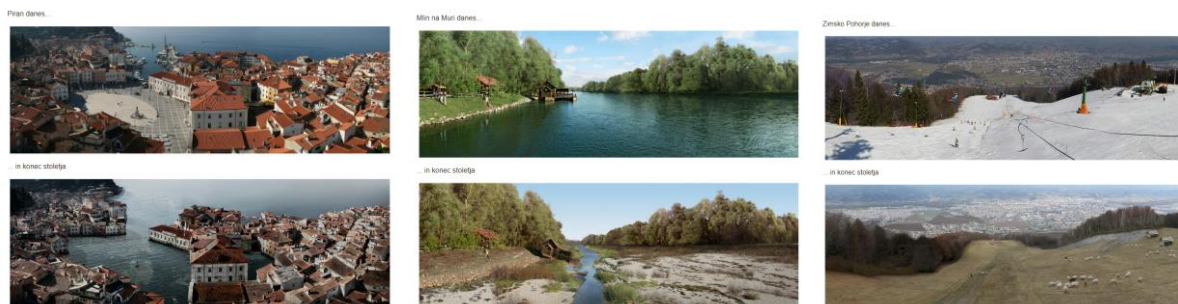 Piran danes...
... in konec stoletja
Mlin na Muri danes...
... in konec stoletja
Zimsko Pohorje danes...
... in konec stoletja